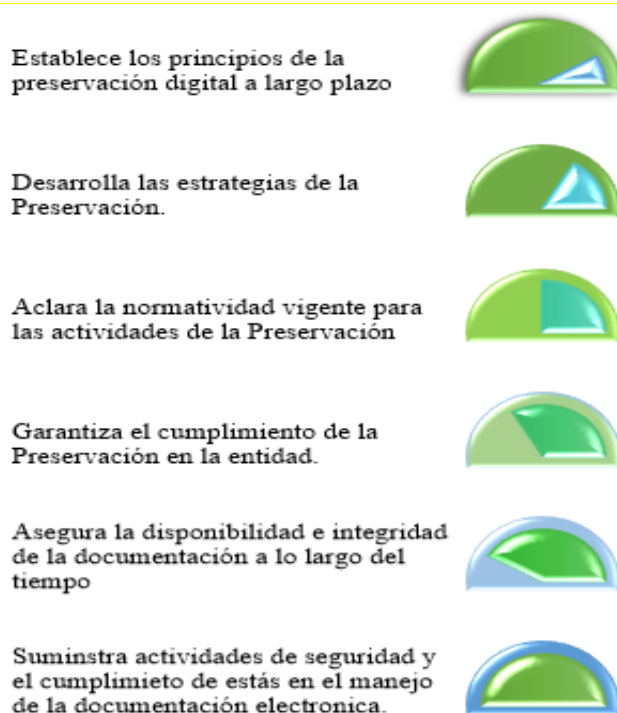 Establece los principios de la
preservación digital a largo plazo
Desarrolla las estrategias de la
Preservación.
Aclara la normatividad vigente para
las actividades de la Preservación
Garantiza el cumplimiento de la
Preservación en la entidad.
Asegura la disponibilidad e integridad
de la documentación a lo largo del
tiempo
Suminstra actividades de seguridad y
el cumplimieto de estás en el manejo
de la documentación electronica.